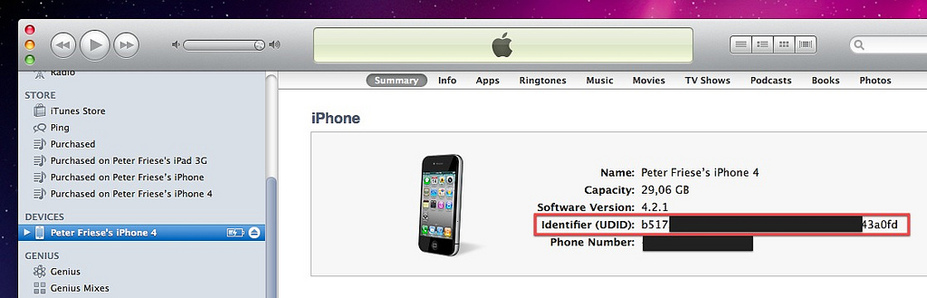 Radio
STORE
iTunes Store
Ping
Purchased
Purchased on Peter Friese's iPad 3G
Purchased on Peter Friese's iPhone
Purchased on Peter Friese's iPhone 4
DEVICES
Peter Friese's iPhone 4
GENIUS
Genius
Genius Mixes
Summary Info Apps Ringtones Music Movies TV Shows Podcasts Books Photos
iPhone
Name: Peter Friese's iPhone 4
Capacity: 29,06 GB
Software Version: 4.2.1
Identifier (UDID): b517 43a0fd
Phone Number: